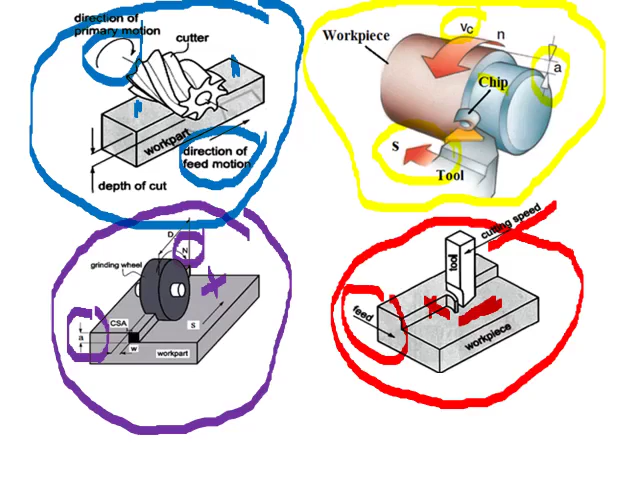 direction of
primary motion
cutter
workpart
direction of
feed motion
depth of cut
Vc
n
Workpiece
a
Chip
s
Tool
D
N
grinding wheel
CSA
s
a
w
workpart
cutting speed
tool
feed
workpiece